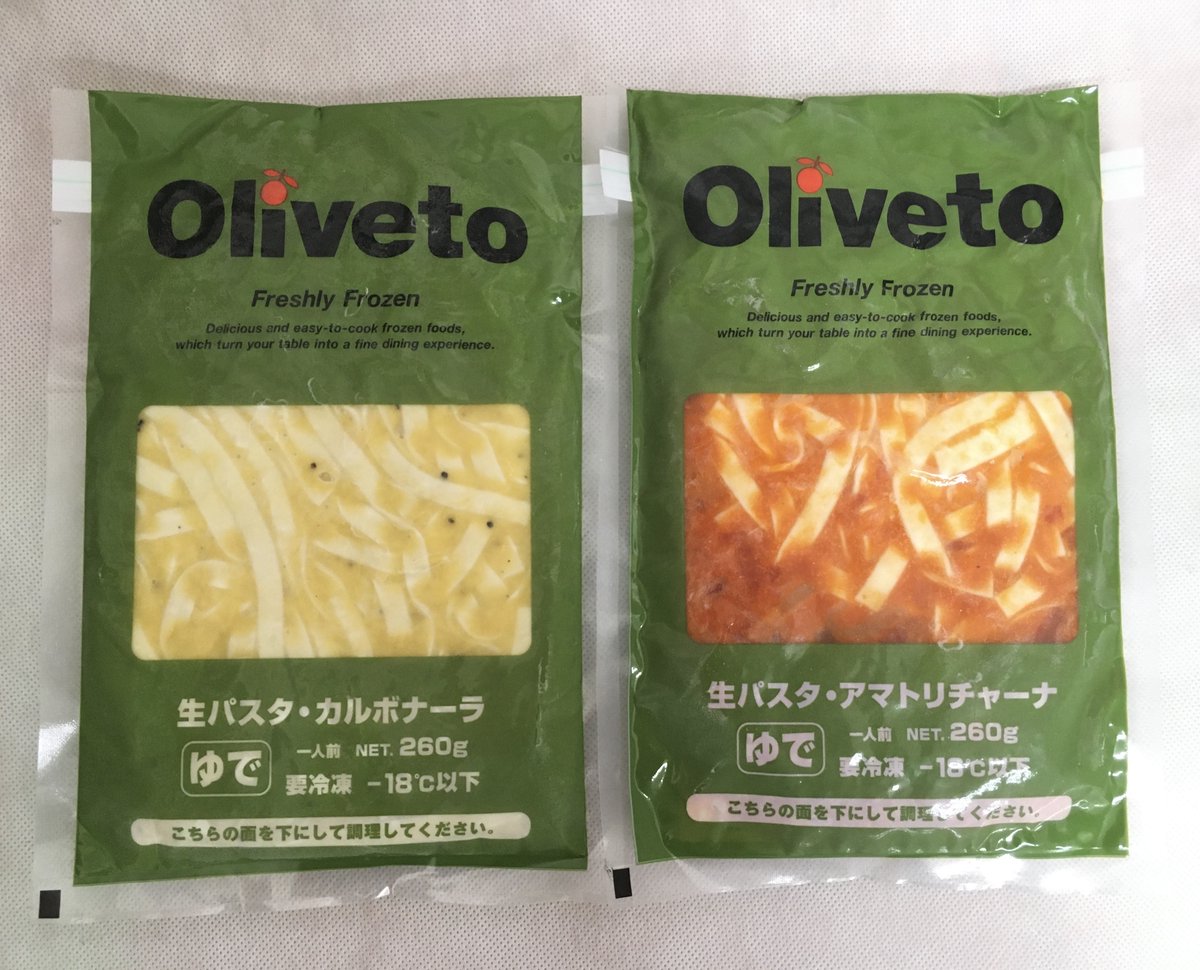 Oliveto
Freshly Frozen
Delicious and easy-to-cook frozen foods,
which turn your table into a fine dining experience.
生パスタ・カルボナーラ
ゆで
一人前 NET. 260g
要冷凍 -18℃以下
こちらの面を下にして調理してください。
Oliveto
Freshly Frozen
Delicious and easy-to-cook frozen foods,
which turn your table into a fine dining experience.
生パスタ・アマトリチャーナ
ゆで
一人前 NET. 260g
要冷凍 -18℃以下
こちらの面を下にして調理してください。